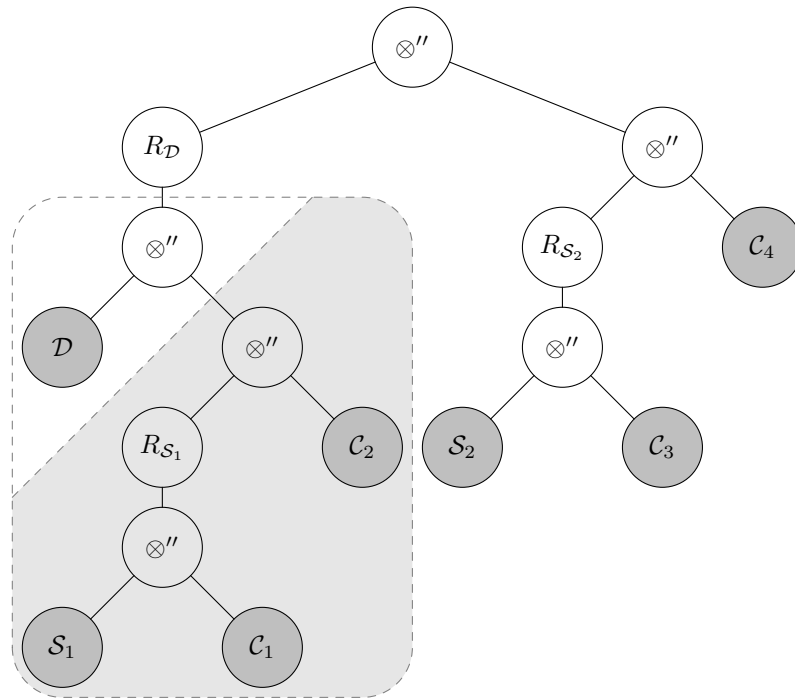 ⊗″
R_𝒟
⊗″
⊗″
R_𝒮₂
𝒞₄
𝒟
⊗″
⊗″
R_𝒮₁
𝒞₂
𝒮₂
𝒞₃
⊗″
𝒮₁
𝒞₁